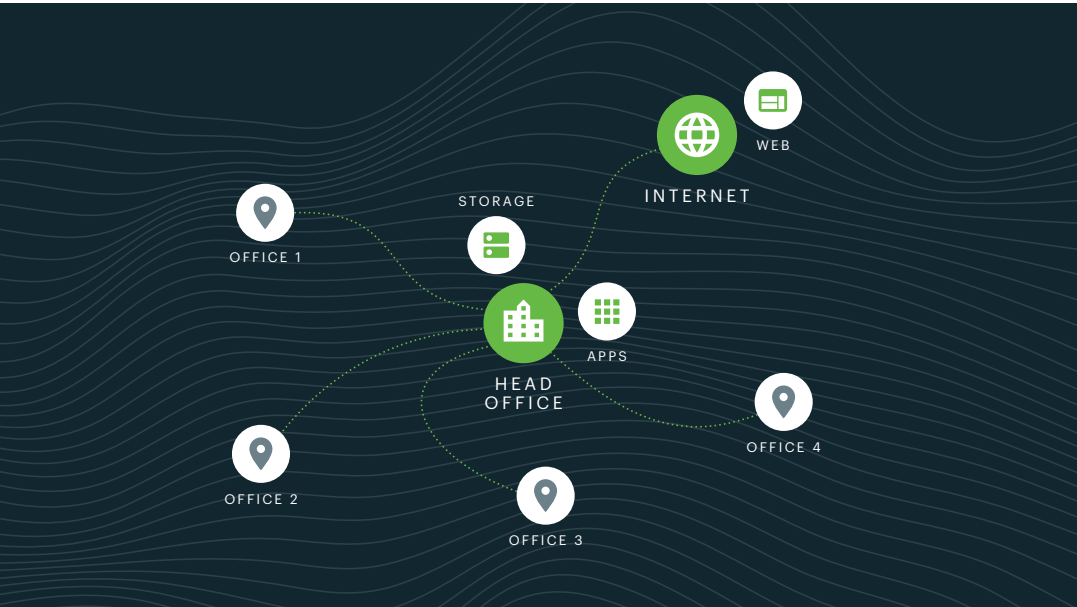 WEB
INTERNET
STORAGE
OFFICE 1
APPS
HEAD
OFFICE
OFFICE 4
OFFICE 2
OFFICE 3